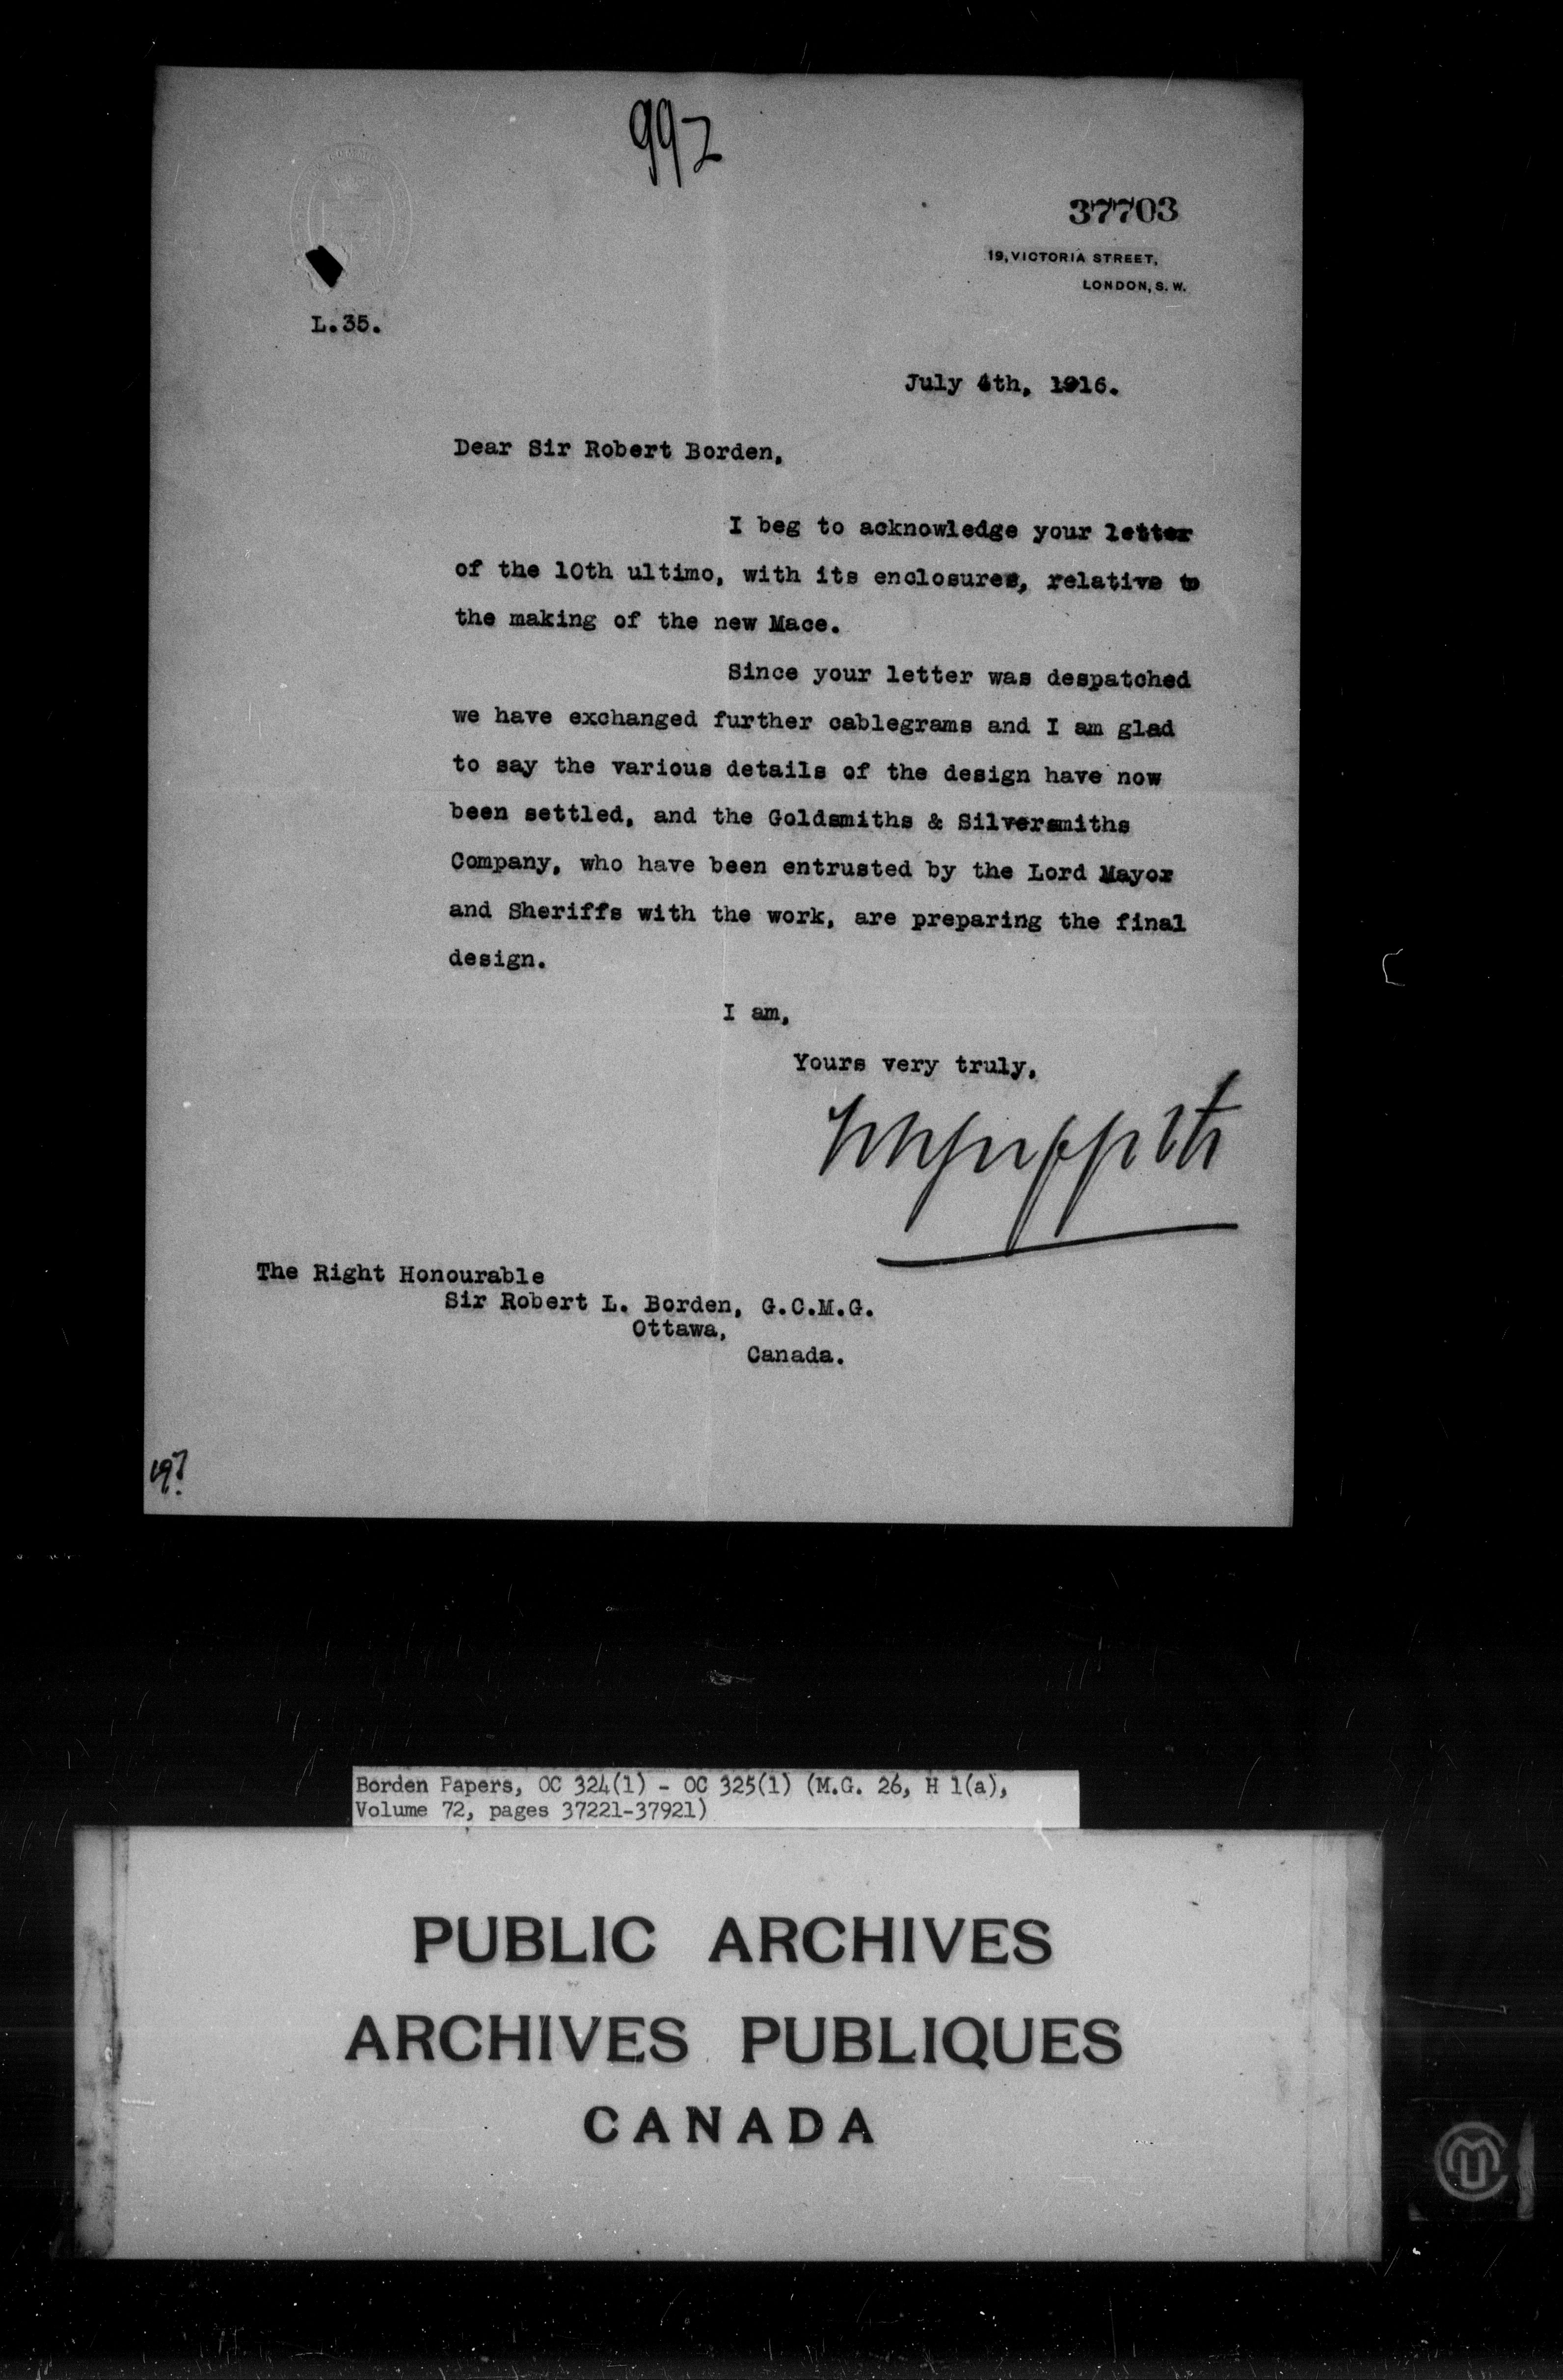 992
37703
19, VICTORIA STREET,
LONDON, S. W.
L.35.
July 4th, 1916.
Dear Sir Robert Borden,
I beg to acknowledge your letter
of the 10th ultimo, with its enclosures, relative to
the making of the new Mace.
Since your letter was despatched
we have exchanged further cablegrams and I am glad
to say the various details of the design have now
been settled, and the Goldsmiths & Silversmiths
Company, who have been entrusted by the Lord Mayor
and Sheriffs with the work, are preparing the final
design.
I am,
Yours very truly,
The Right Honourable
Sir Robert L. Borden, G.C.M.G.
Ottawa,
Canada.
Borden Papers, OC 324(1) - OC 325(1) (M.G. 26, H 1(a),
Volume 72, pages 37221-37921)
PUBLIC ARCHIVES
ARCHIVES PUBLIQUES
CANADA